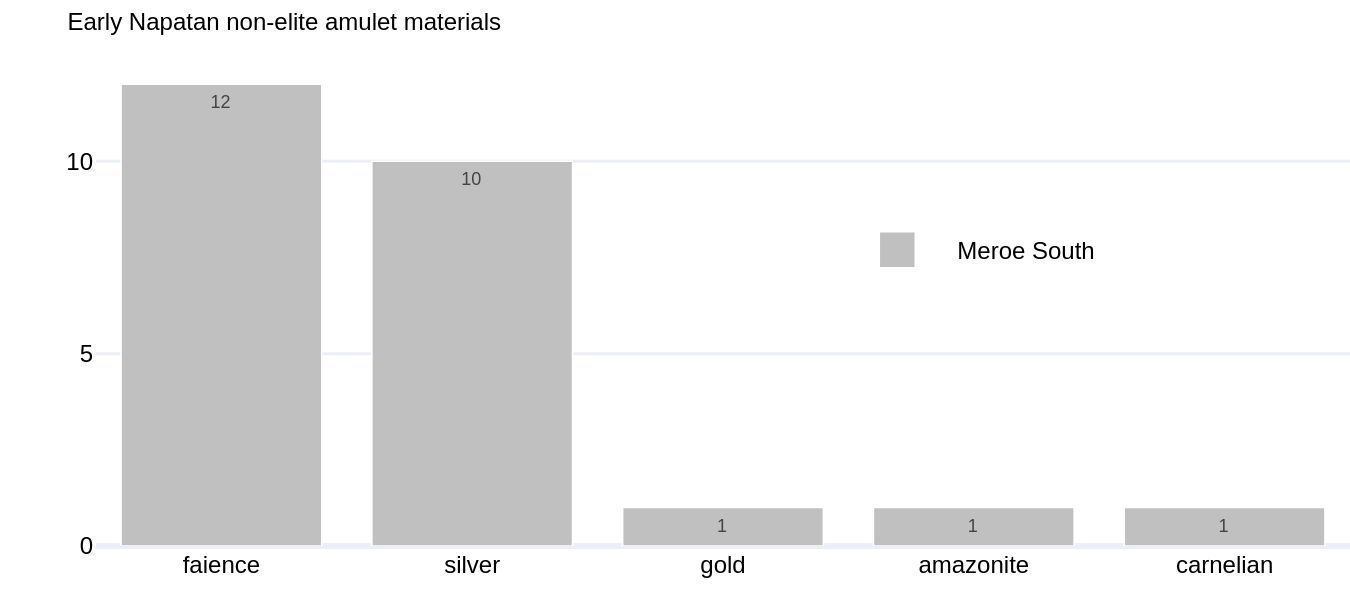 Early Napatan non-elite amulet materials
12
10
10
Meroe South
5
1
1
1
0
faience
silver
gold
amazonite
carnelian